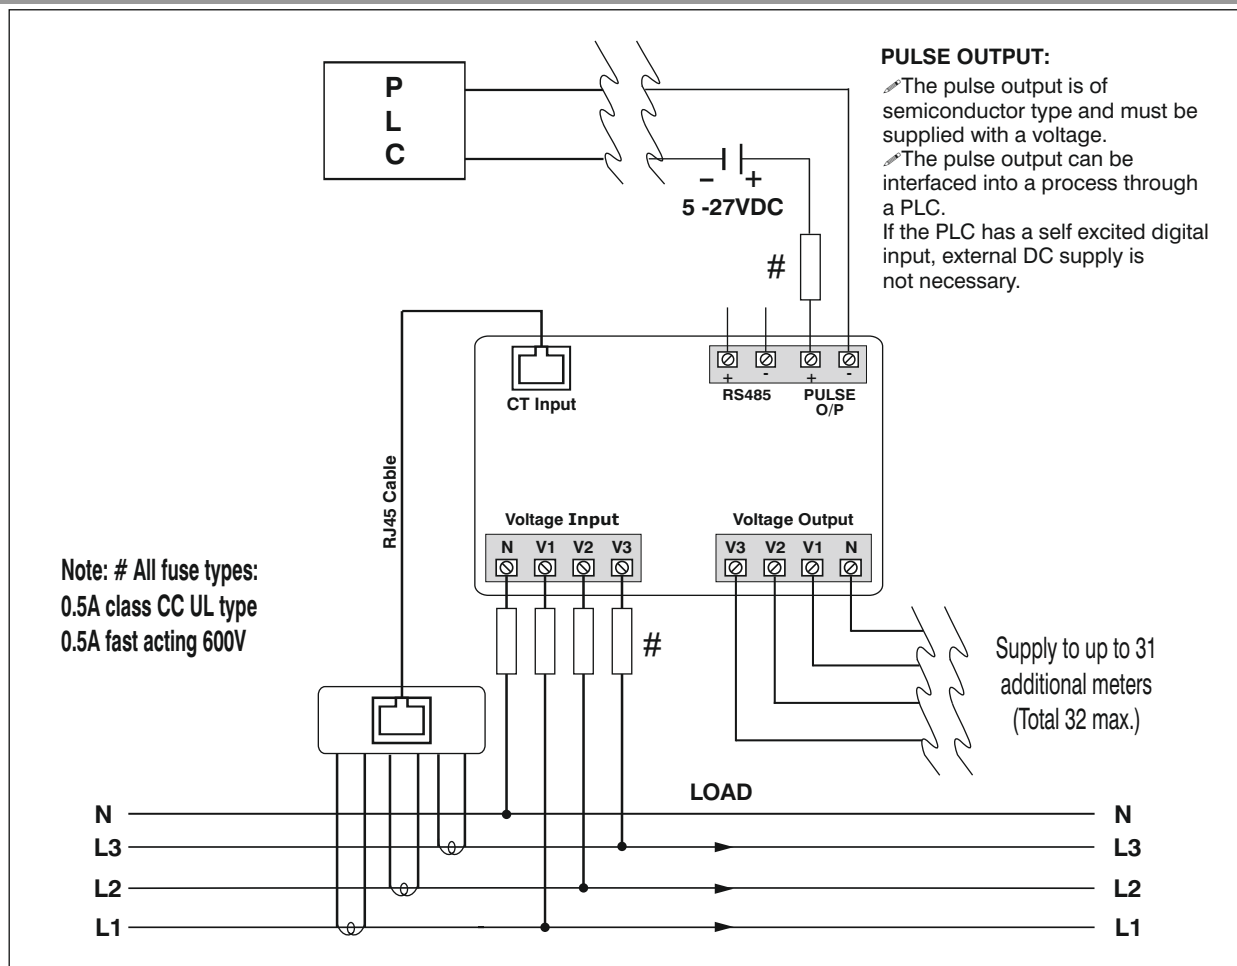 P
L
C
PULSE OUTPUT:
The pulse output is of
semiconductor type and must be
supplied with a voltage.
The pulse output can be
interfaced into a process through
a PLC.
If the PLC has a self excited digital
input, external DC supply is
not necessary.
– +
5 -27VDC
#
CT Input
+ - + -
RS485 PULSE
O/P
RJ45 Cable
Voltage Input
N V1 V2 V3
Voltage Output
V3 V2 V1 N
Note: # All fuse types:
0.5A class CC UL type
0.5A fast acting 600V
#
Supply to up to 31
additional meters
(Total 32 max.)
LOAD
N N
L3 L3
L2 L2
L1 L1